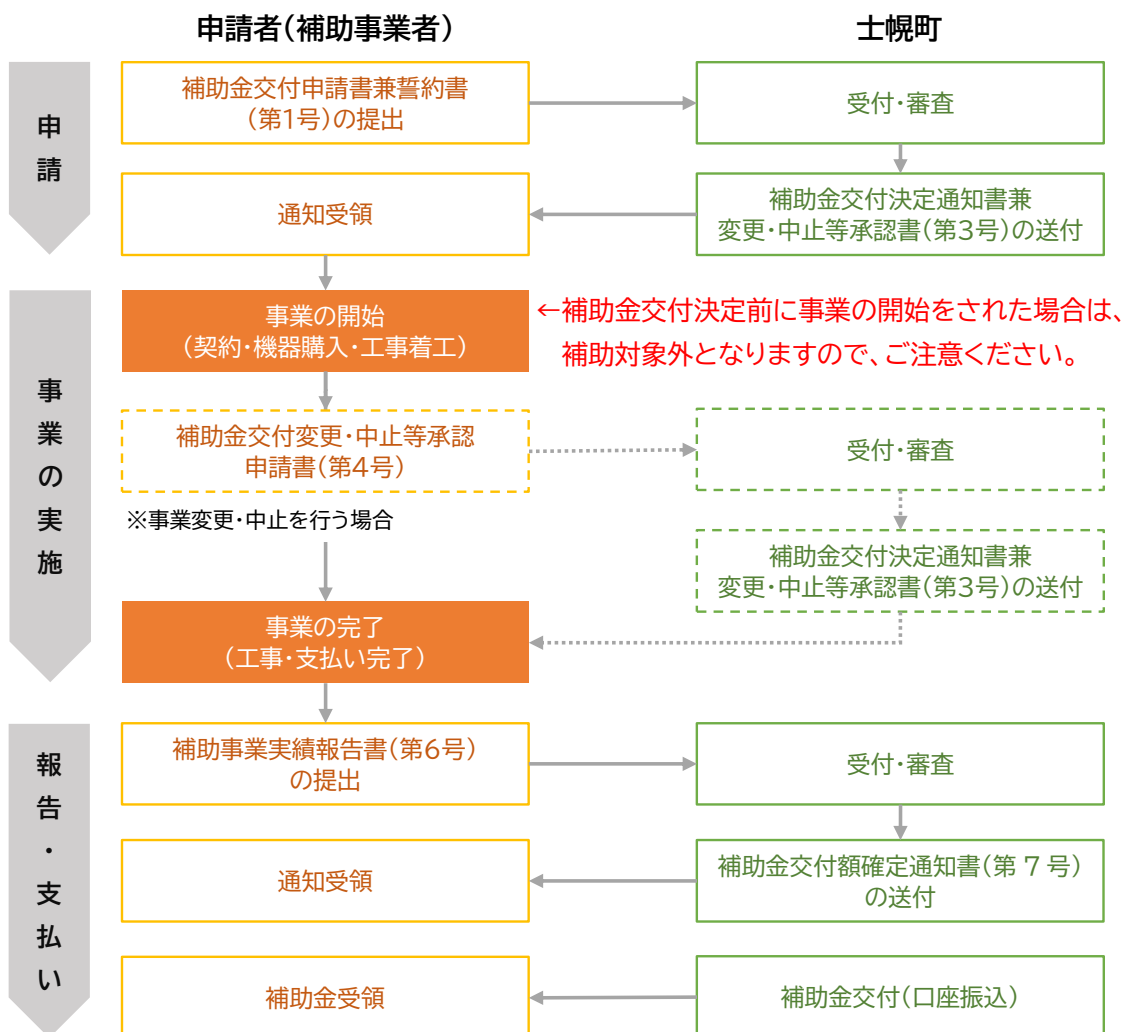 申請者(補助事業者)
士幌町
申請
補助金交付申請書兼誓約書
(第1号)の提出
受付・審査
通知受領
補助金交付決定通知書兼
変更・中止等承認書(第3号)の送付
事業の実施
事業の開始
(契約・機器購入・工事着工)
←補助金交付決定前に事業の開始をされた場合は、
補助対象外となりますので、ご注意ください。
補助金交付変更・中止等承認
申請書(第4号)
受付・審査
※事業変更・中止を行う場合
補助金交付決定通知書兼
変更・中止等承認書(第3号)の送付
事業の完了
(工事・支払い完了)
報告・支払い
補助事業実績報告書(第6号)
の提出
受付・審査
通知受領
補助金交付額確定通知書(第 7 号)
の送付
補助金受領
補助金交付(口座振込)